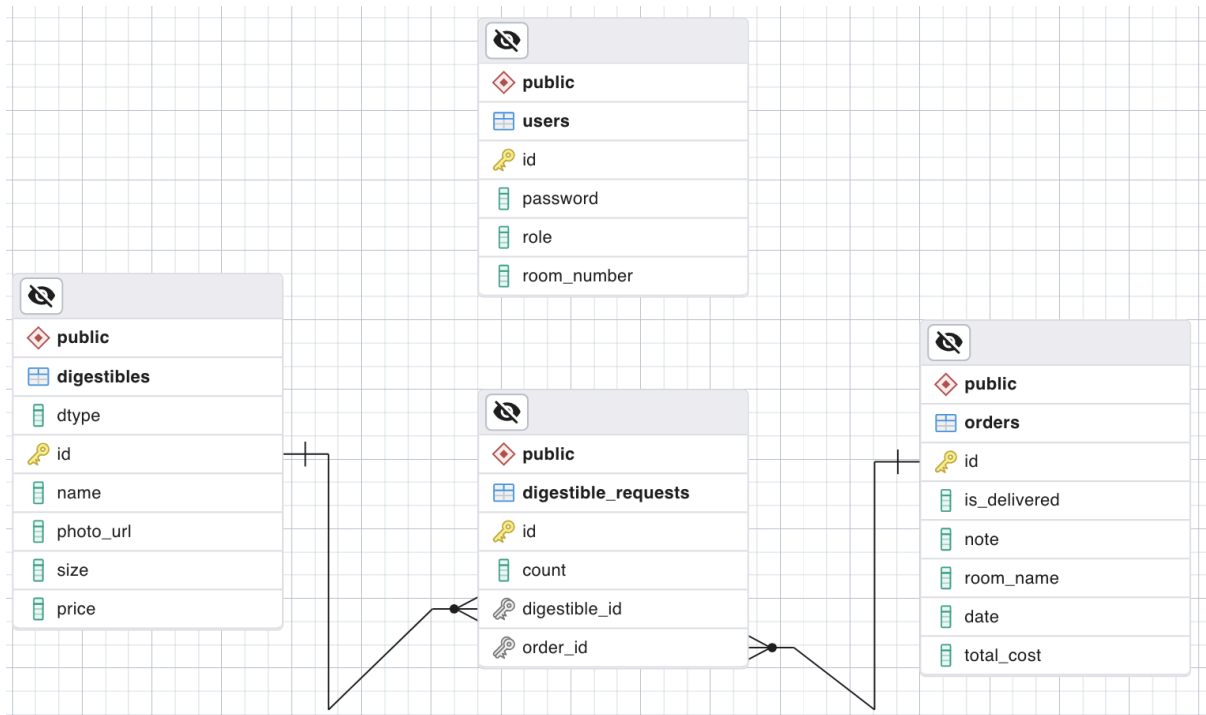 public
users
id
password
role
room_number
public
digestibles
dtype
id
name
photo_url
size
price
public
digestible_requests
id
count
digestible_id
order_id
public
orders
id
is_delivered
note
room_name
date
total_cost